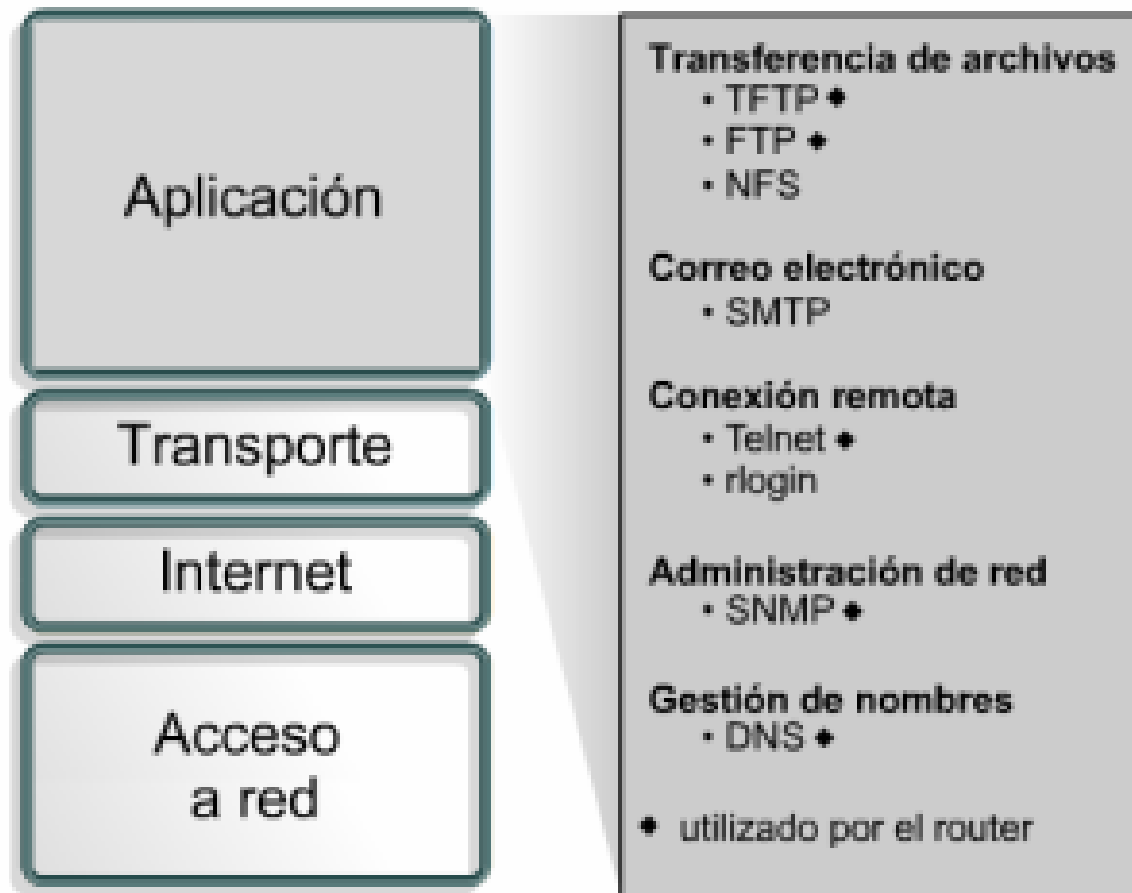 Aplicación
Transporte
Internet
Acceso
a red
Transferencia de archivos
• TFTP ◆
• FTP ◆
• NFS
Correo electrónico
• SMTP
Conexión remota
• Telnet ◆
• rlogin
Administración de red
• SNMP ◆
Gestión de nombres
• DNS ◆
◆ utilizado por el router